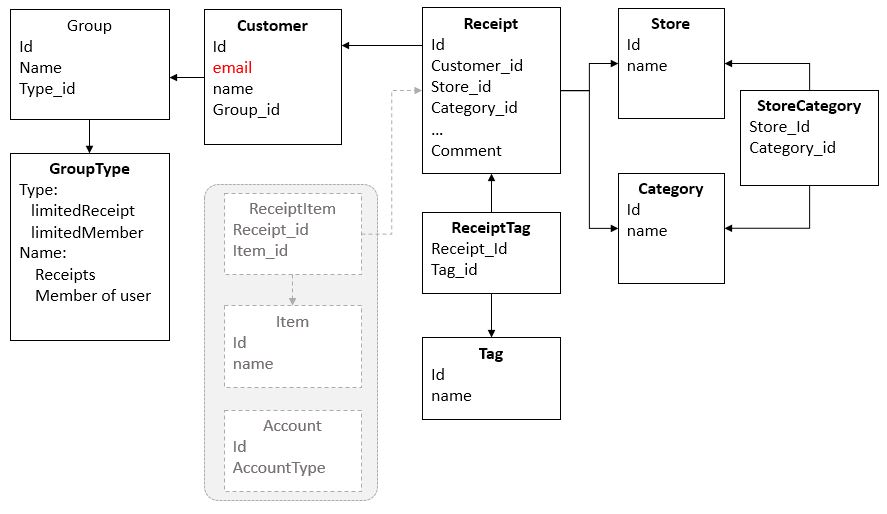 Group
Id
Name
Type_id
Customer
Id
email
name
Group_id
Receipt
Id
Customer_id
Store_id
Category_id
...
Comment
Store
Id
name
StoreCategory
Store_Id
Category_id
GroupType
Type:
limitedReceipt
limitedMember
Name:
Receipts
Member of user
ReceiptItem
Receipt_id
Item_id
ReceiptTag
Receipt_Id
Tag_id
Category
Id
name
Item
Id
name
Tag
Id
name
Account
Id
AccountType